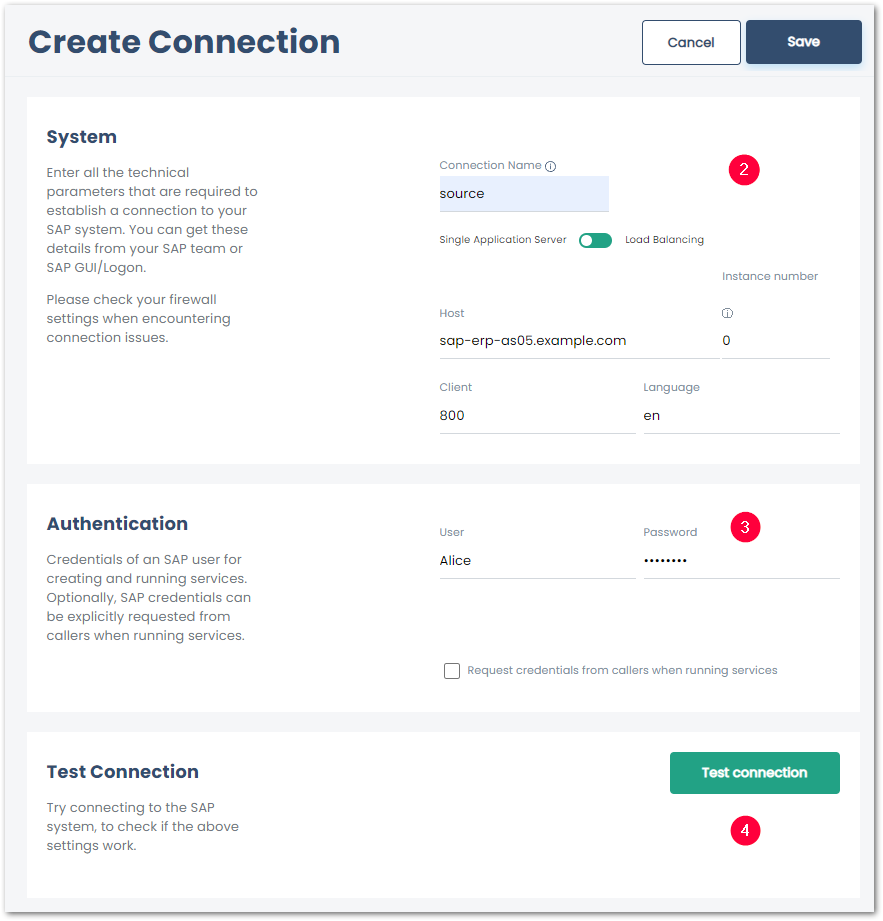 Create Connection
Cancel
Save
System
Enter all the technical
parameters that are required to
establish a connection to your
SAP system. You can get these
details from your SAP team or
SAP GUI/Logon.
Please check your firewall
settings when encountering
connection issues.
Connection Name
2
source
Single Application Server
Load Balancing
Instance number
Host
sap-erp-as05.example.com
0
Client
Language
800
en
Authentication
Credentials of an SAP user for
creating and running services.
Optionally, SAP credentials can
be explicitly requested from
callers when running services.
User
Password
3
Alice
••••••••
Request credentials from callers when running services
Test Connection
Try connecting to the SAP
system, to check if the above
settings work.
Test connection
4